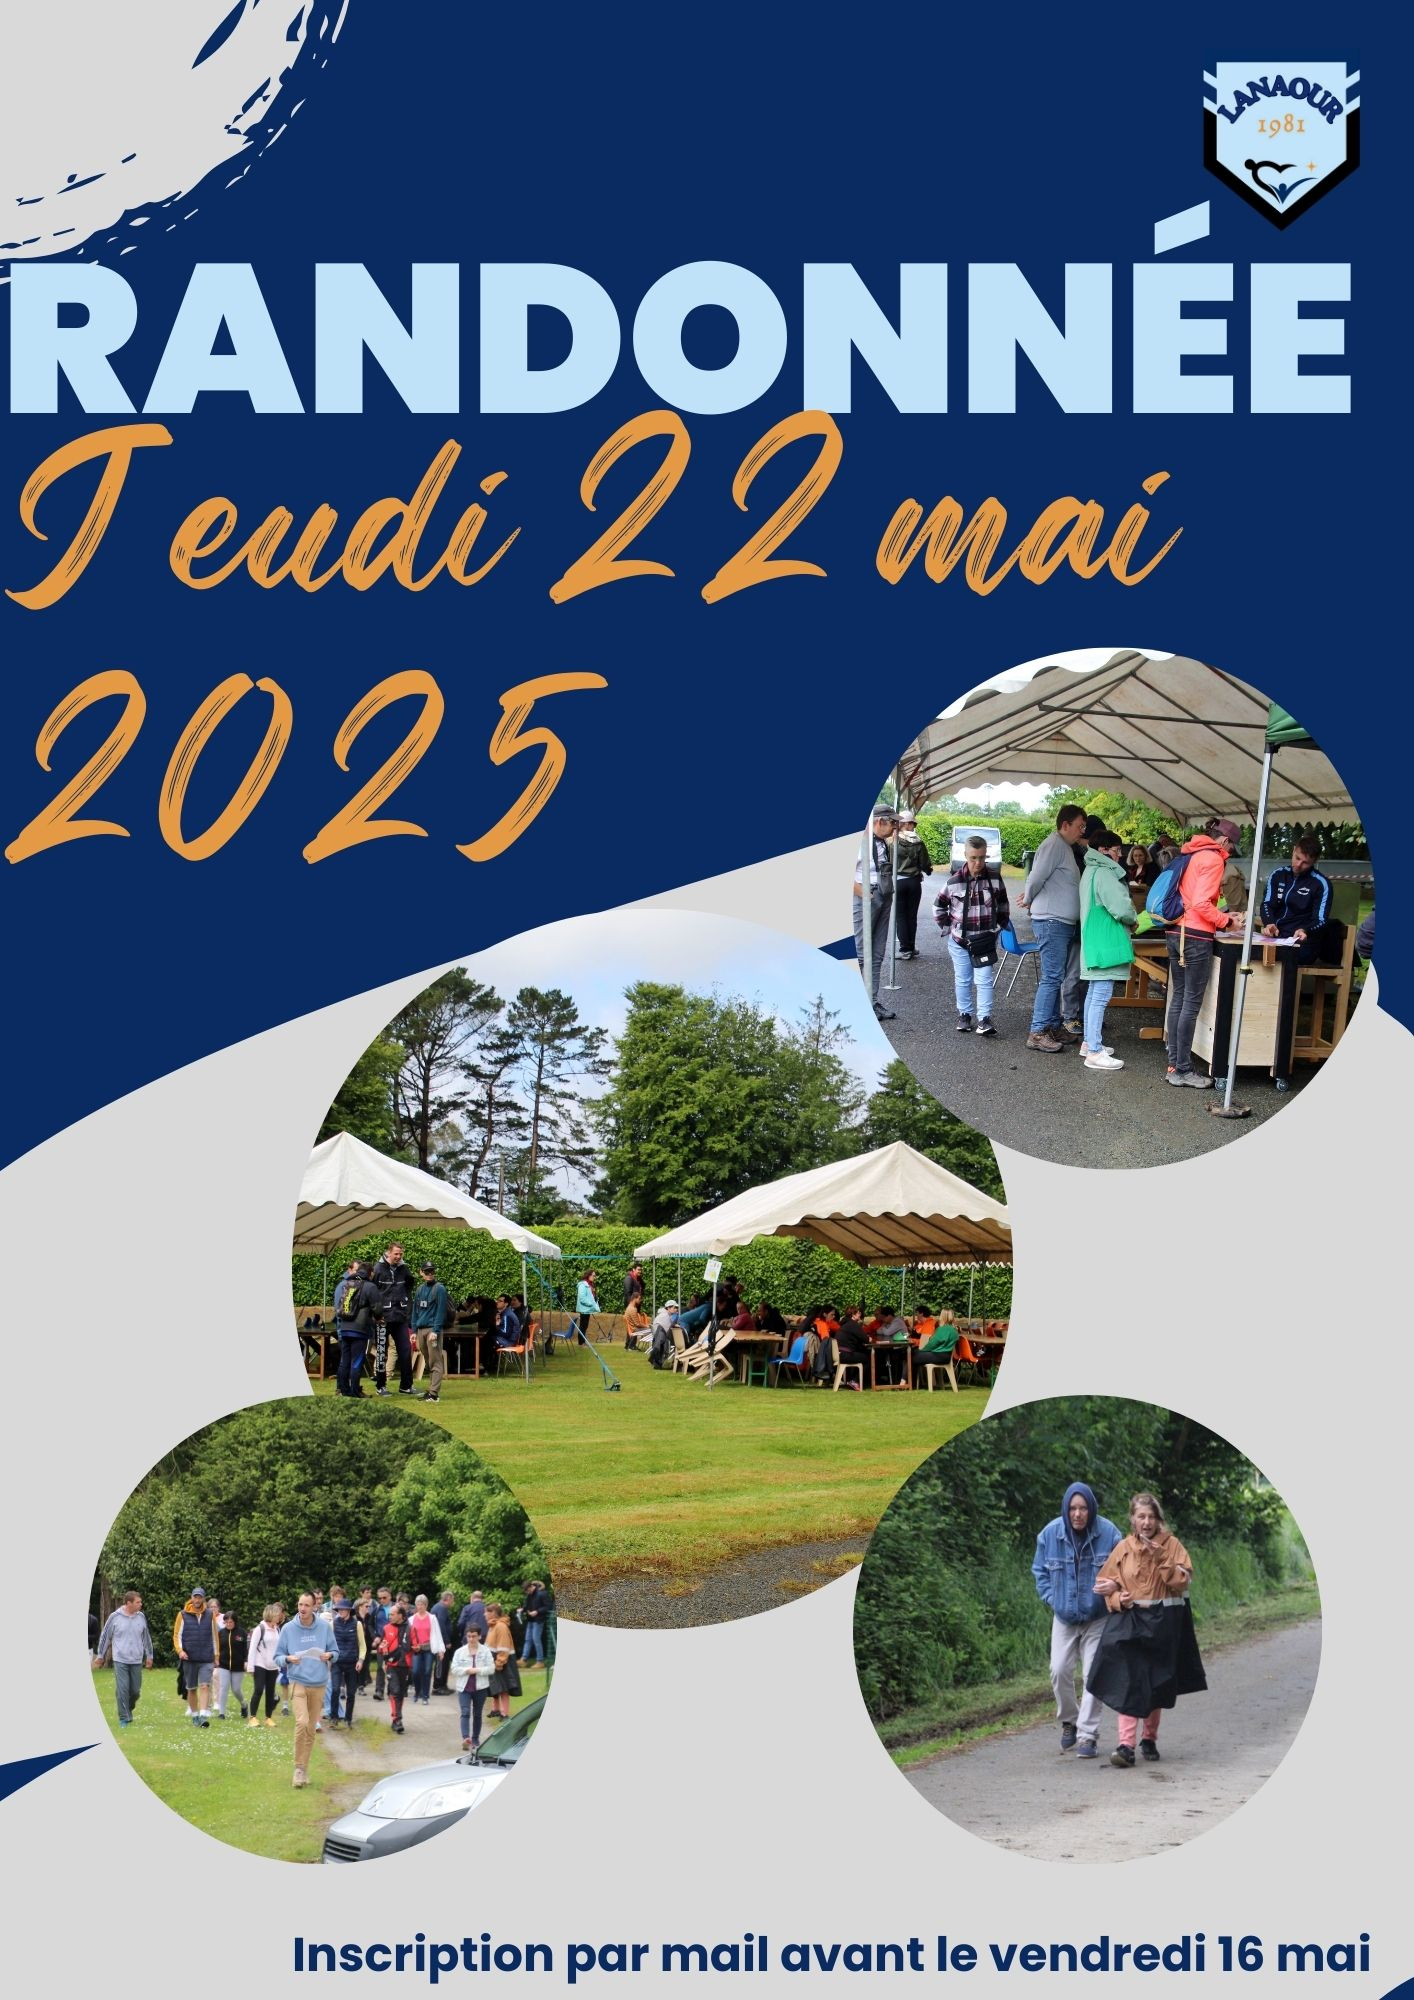 LANAOUR
1981
RANDONNÉE
Jeudi 22 mai
2025
Inscription par mail avant le vendredi 16 mai